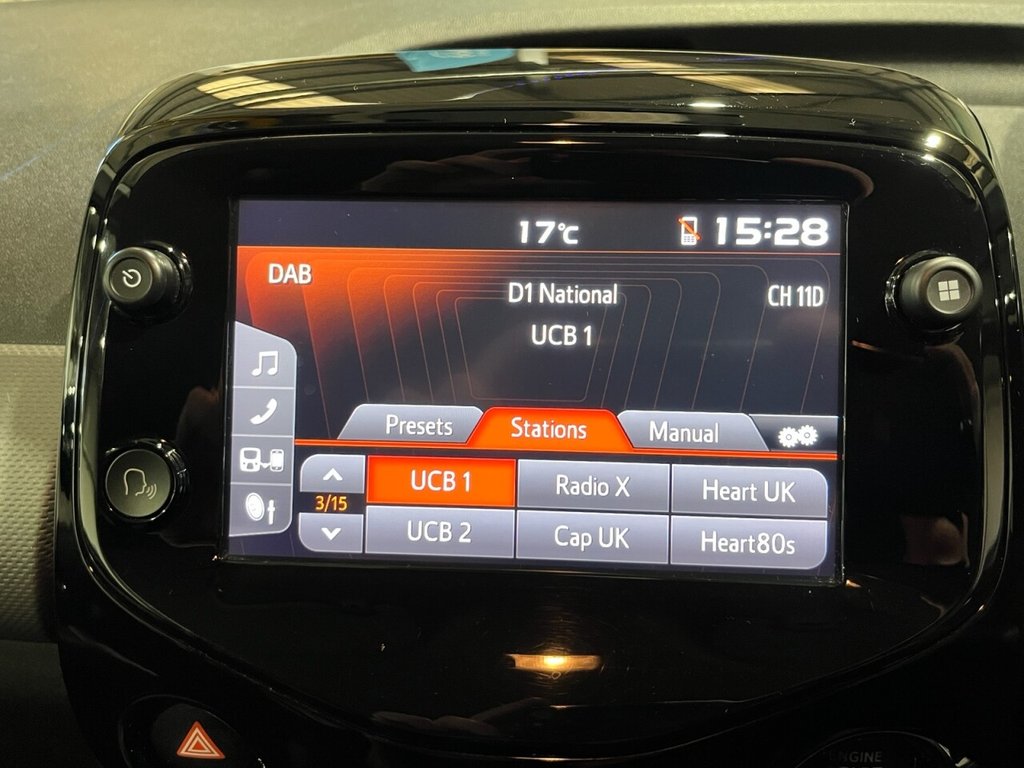 17°C
15:28
DAB
D1 National
CH 11D
UCB 1
Presets
Stations
Manual
3/15
UCB 1
Radio X
Heart UK
UCB 2
Cap UK
Heart80s
ENGINE